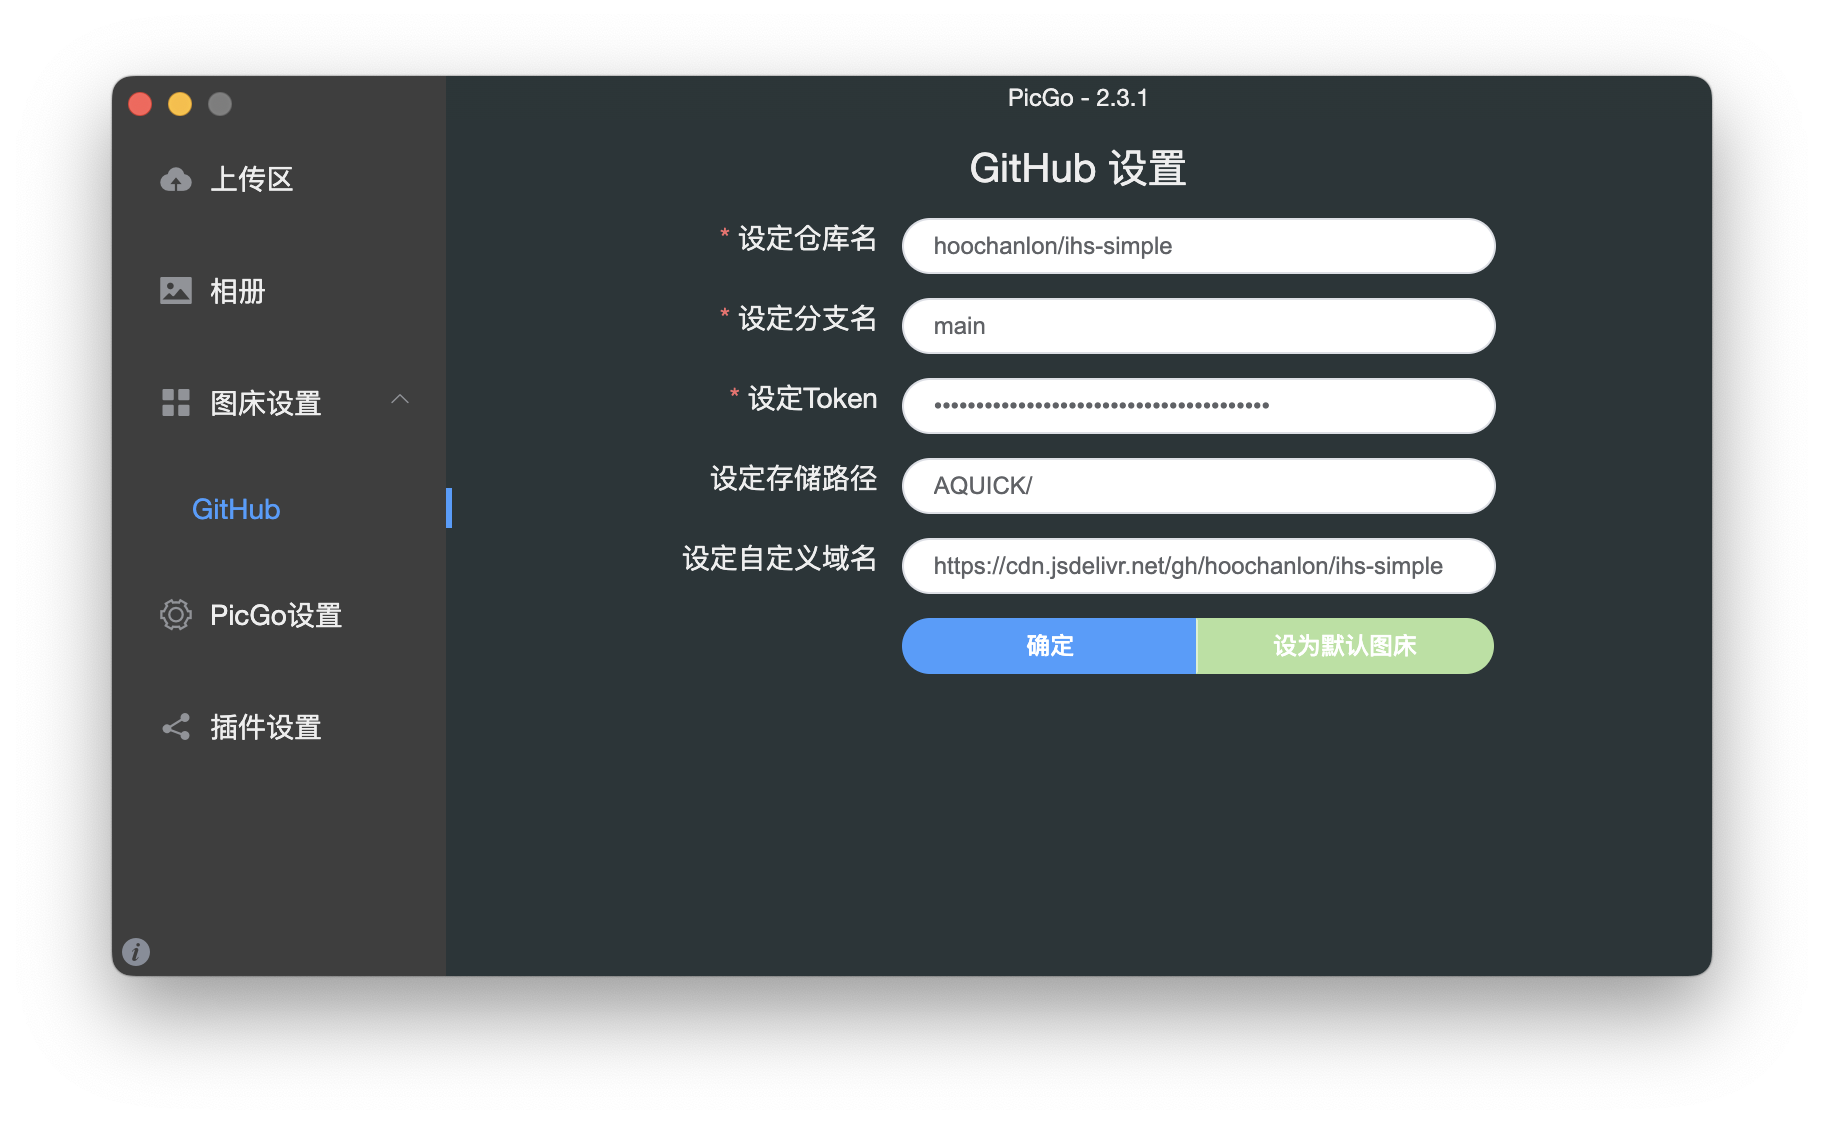 PicGo - 2.3.1
上传区
相册
图床设置
GitHub
PicGo设置
插件设置
GitHub 设置
* 设定仓库名
hoochanlon/ihs-simple
* 设定分支名
main
* 设定Token
••••••••••••••••••••••••••••••••••••••••
设定存储路径
AQUICK/
设定自定义域名
https://cdn.jsdelivr.net/gh/hoochanlon/ihs-simple
确定
设为默认图床